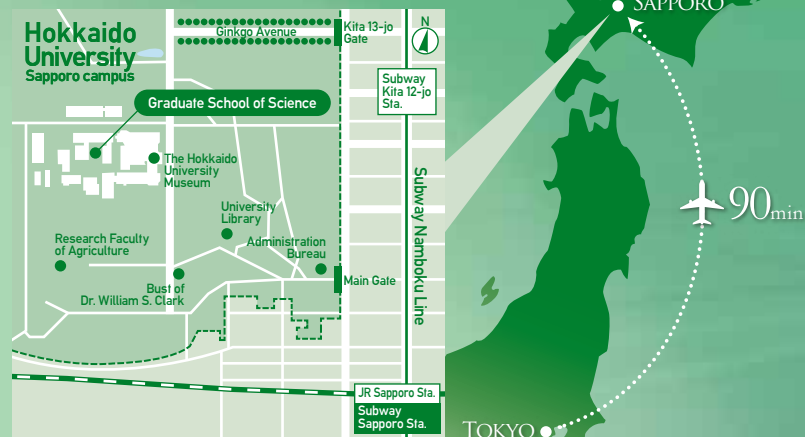 Hokkaido
University
Sapporo campus
Ginkgo Avenue
Kita 13-jo
Gate
N
Subway
Kita 12-jo
Sta.
Graduate School of Science
The Hokkaido
University
Museum
University
Library
Administration
Bureau
Research Faculty
of Agriculture
Bust of
Dr. William S. Clark
Main Gate
Subway Namboku Line
JR Sapporo Sta.
Subway
Sapporo Sta.
SAPPORO
90min
TOKYO